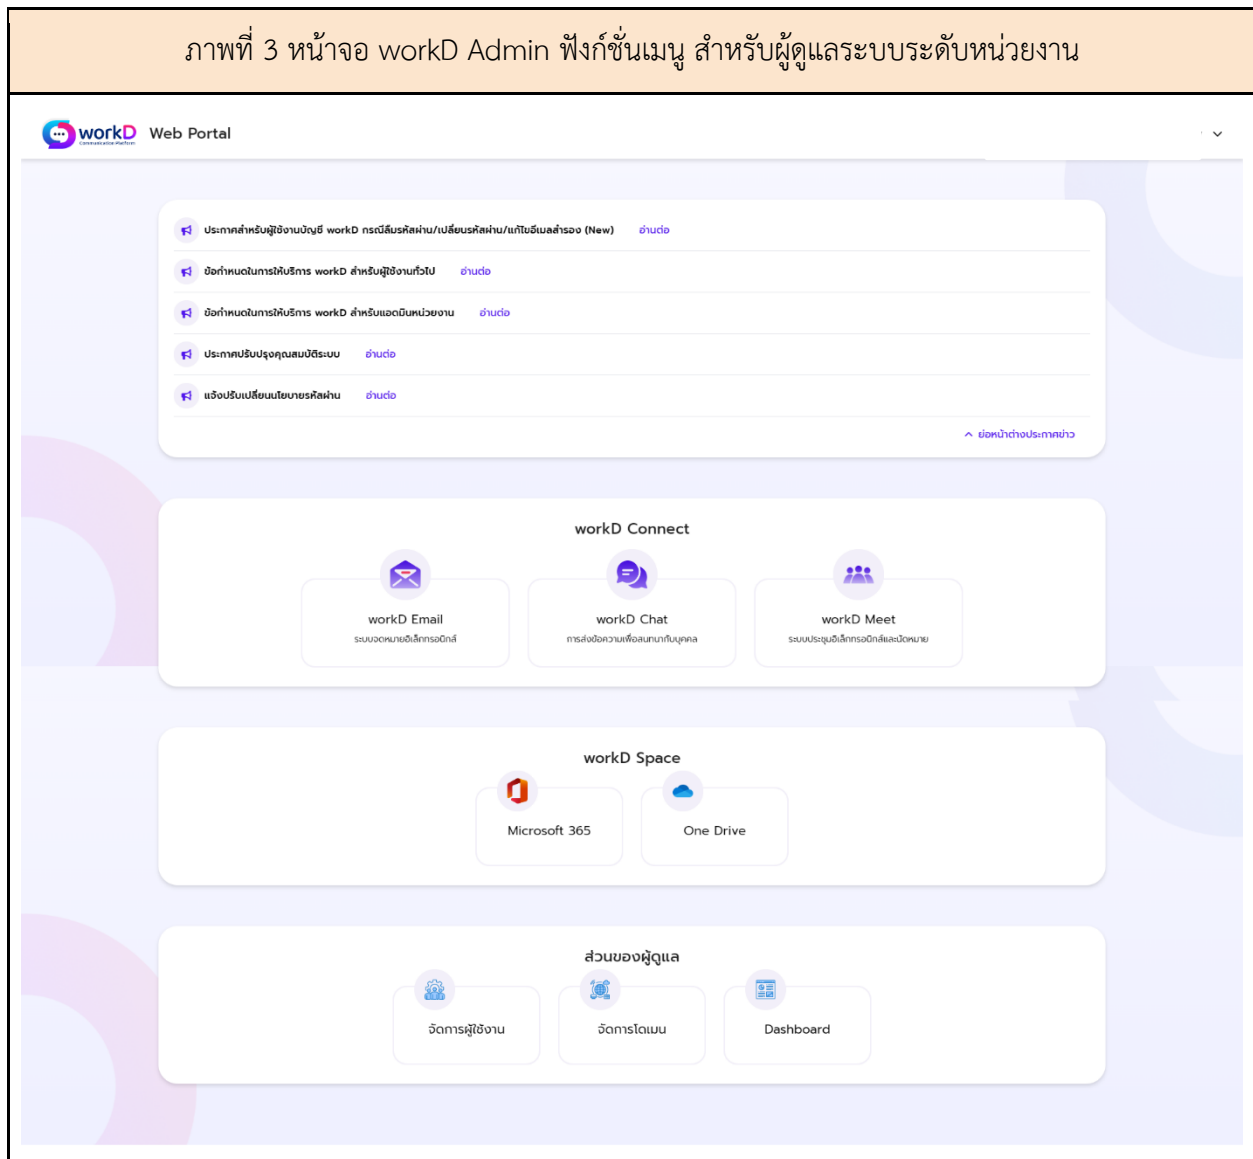 ภาพที่ 3 หน้าจอ workD Admin ฟังก์ชั่นเมนู สำหรับผู้ดูแลระบบระดับหน่วยงาน
workD Web Portal
Communication Platform
ประกาศสำหรับผู้ใช้งานบัญชี workD กรณีลืมรหัสผ่าน/เปลี่ยนรหัสผ่าน/แก้ไขอีเมลสำรอง (New) อ่านต่อ
ข้อกำหนดในการให้บริการ workD สำหรับผู้ใช้งานทั่วไป อ่านต่อ
ข้อกำหนดในการให้บริการ workD สำหรับแอดมินหน่วยงาน อ่านต่อ
ประกาศปรับปรุงคุณสมบัติระบบ อ่านต่อ
แจ้งปรับเปลี่ยนนโยบายรหัสผ่าน อ่านต่อ
ย่อหน้าต่างประกาศข่าว
workD Connect
workD Email workD Chat workD Meet
ระบบจดหมายอิเล็กทรอนิกส์ การส่งข้อความเพื่อสนทนากับบุคคล ระบบประชุมอิเล็กทรอนิกส์และนัดหมาย
workD Space
Microsoft 365 One Drive
ส่วนของผู้ดูแล
จัดการผู้ใช้งาน จัดการโดเมน Dashboard